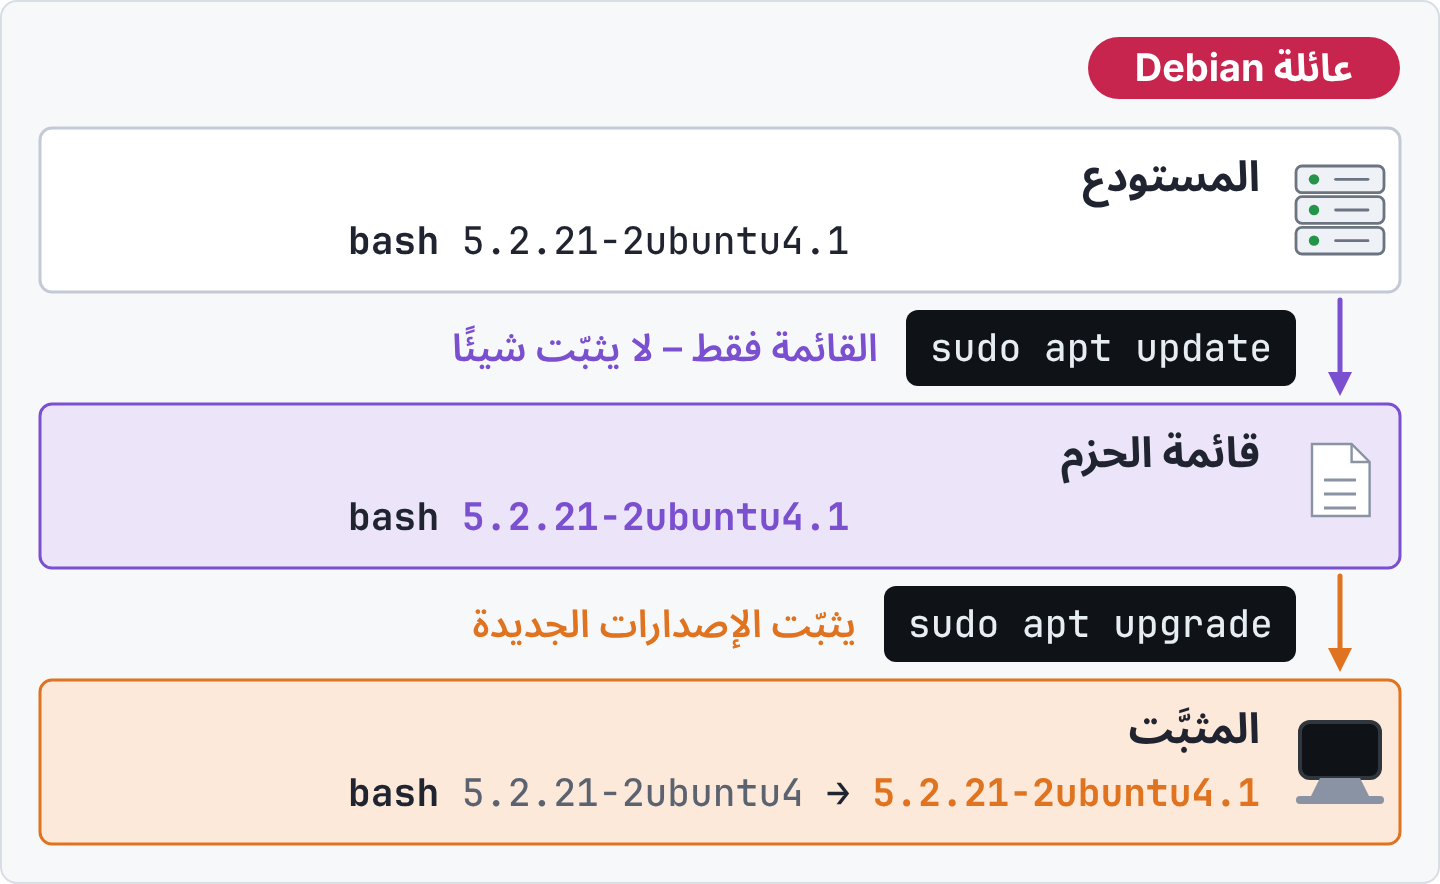 عائلة Debian
المستودع
bash 5.2.21-2ubuntu4.1
sudo apt update
القائمة فقط – لا يثبّت شيئًا
قائمة الحزم
bash 5.2.21-2ubuntu4.1
sudo apt upgrade
يثبّت الإصدارات الجديدة
المثبَّت
bash 5.2.21-2ubuntu4 → 5.2.21-2ubuntu4.1